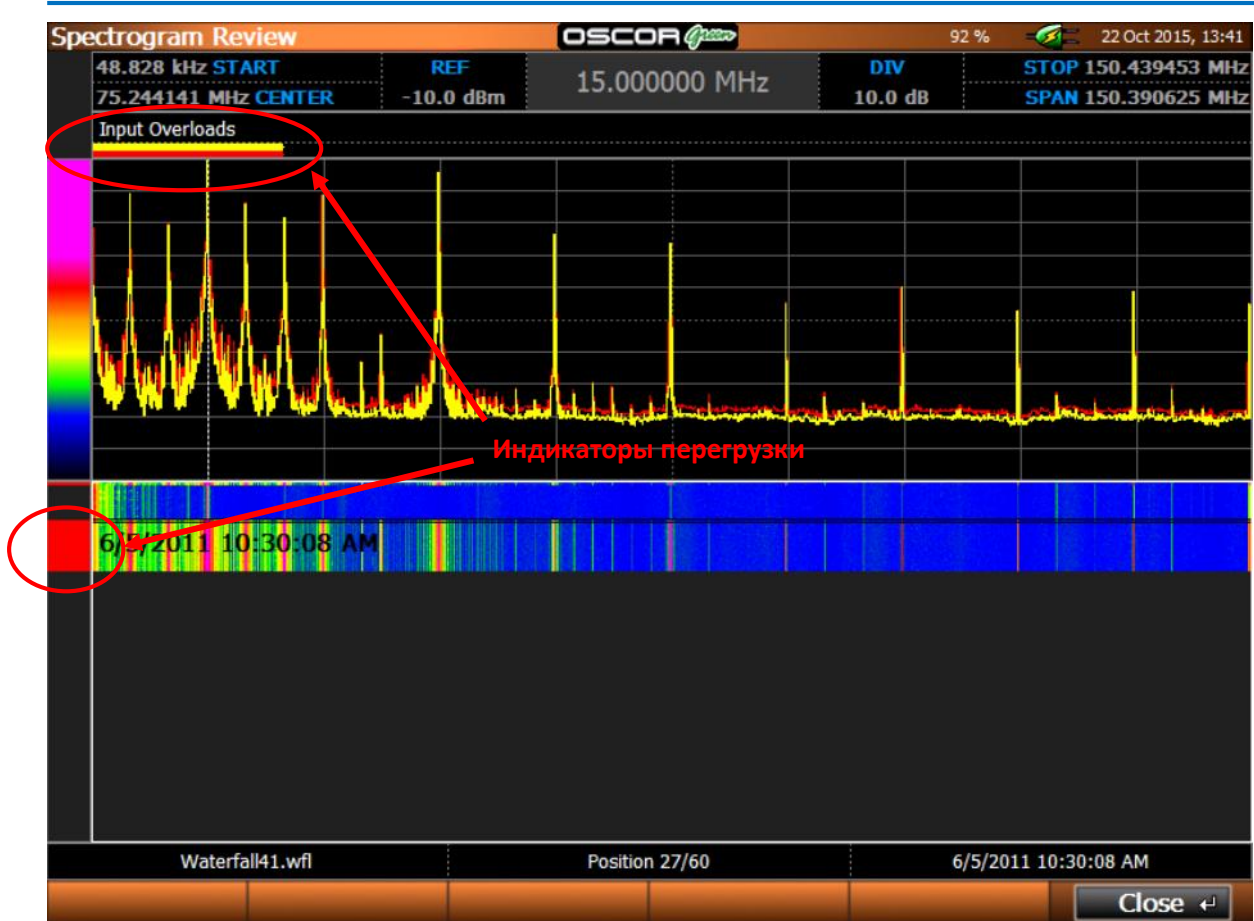 Spectrogram Review OSCOR Green 92 % 22 Oct 2015, 13:41
48.828 kHz START REF 15.000000 MHz DIV STOP 150.439453 MHz
75.244141 MHz CENTER -10.0 dBm 10.0 dB SPAN 150.390625 MHz
Input Overloads
Индикаторы перегрузки
6/5/2011 10:30:08 AM
Waterfall41.wfl Position 27/60 6/5/2011 10:30:08 AM
Close ↵